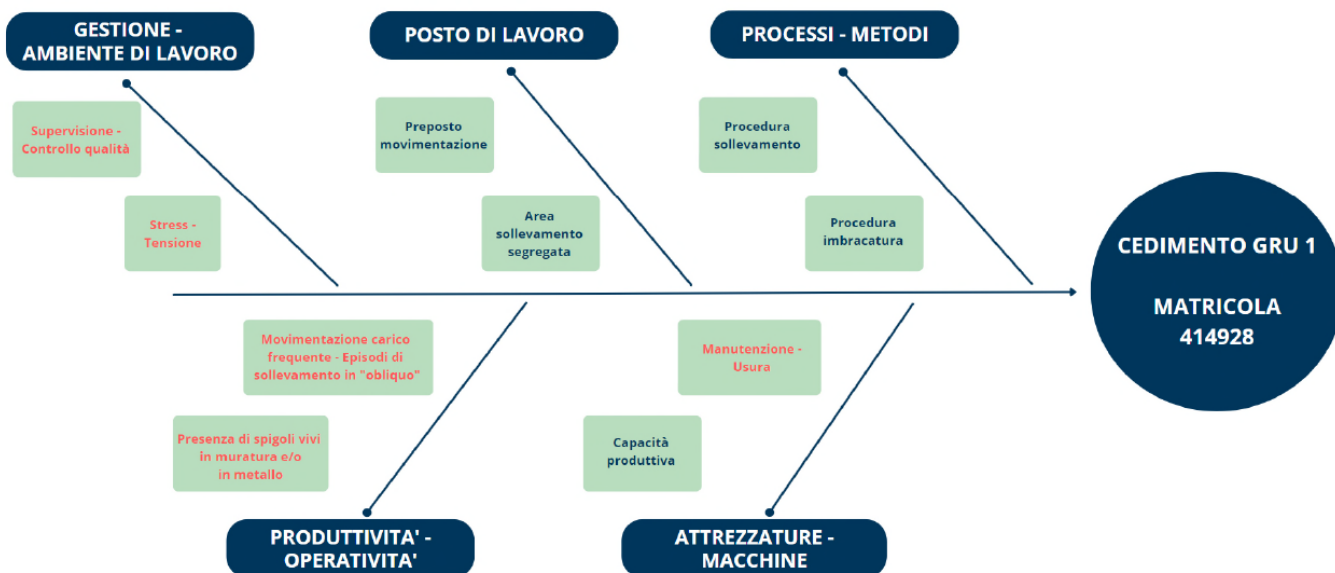 GESTIONE -
AMBIENTE DI LAVORO
POSTO DI LAVORO
PROCESSI - METODI
Supervisione -
Controllo qualità
Stress -
Tensione
Preposto
movimentazione
Area
sollevamento
segregata
Procedura
sollevamento
Procedura
imbracatura
CEDIMENTO GRU 1
MATRICOLA
414928
Movimentazione carico
frequente - Episodi di
sollevamento in "obliquo"
Presenza di spigoli vivi
in muratura e/o
in metallo
Manutenzione -
Usura
Capacità
produttiva
PRODUTTIVITA' -
OPERATIVITA'
ATTREZZATURE -
MACCHINE